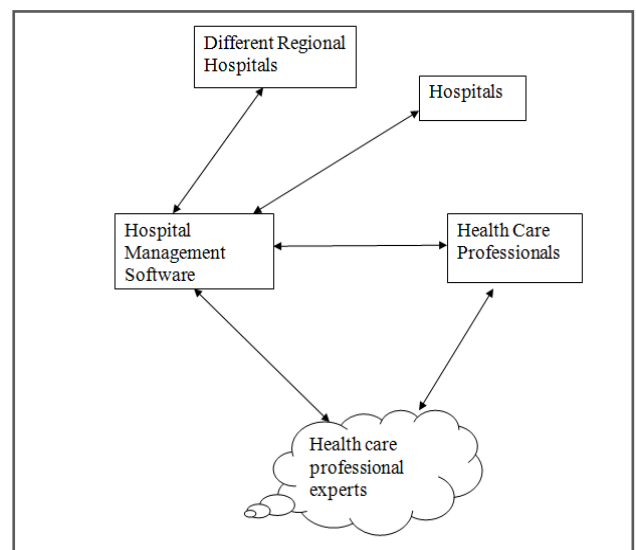 Different Regional
Hospitals
Hospitals
Hospital
Management
Software
Health Care
Professionals
Health care
professional
experts